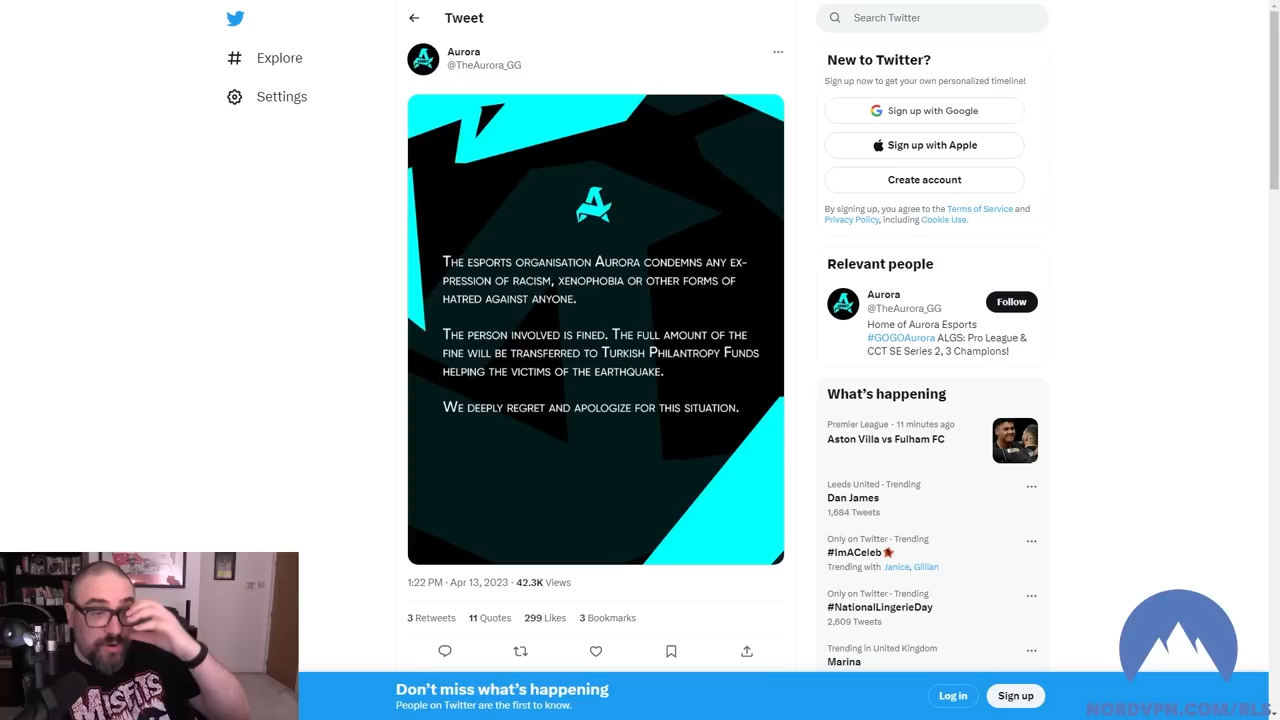 Tweet
Search Twitter
Explore
Settings
Aurora
@TheAurora_GG
THE ESPORTS ORGANISATION AURORA CONDEMNS ANY EX-
PRESSION OF RACISM, XENOPHOBIA OR OTHER FORMS OF
HATRED AGAINST ANYONE.
THE PERSON INVOLVED IS FINED. THE FULL AMOUNT OF THE
FINE WILL BE TRANSFERRED TO TURKISH PHILANTROPY FUNDS
HELPING THE VICTIMS OF THE EARTHQUAKE.
WE DEEPLY REGRET AND APOLOGIZE FOR THIS SITUATION.
1:22 PM · Apr 13, 2023 · 42.3K Views
3 Retweets 11 Quotes 299 Likes 3 Bookmarks
New to Twitter?
Sign up now to get your own personalized timeline!
Sign up with Google
Sign up with Apple
Create account
By signing up, you agree to the Terms of Service and
Privacy Policy, including Cookie Use.
Relevant people
Aurora
@TheAurora_GG
Follow
Home of Aurora Esports
#GOGOAurora ALGS: Pro League &
CCT SE Series 2, 3 Champions!
What's happening
Premier League · 11 minutes ago
Aston Villa vs Fulham FC
Leeds United · Trending
Dan James
1,684 Tweets
Only on Twitter · Trending
#ImACeleb
Trending with Janice, Gillian
Only on Twitter · Trending
#NationalLingerieDay
2,609 Tweets
Trending in United Kingdom
Marina
Don't miss what's happening
People on Twitter are the first to know.
Log in
Sign up
MISFITS
NORDVPN.COM/RLS